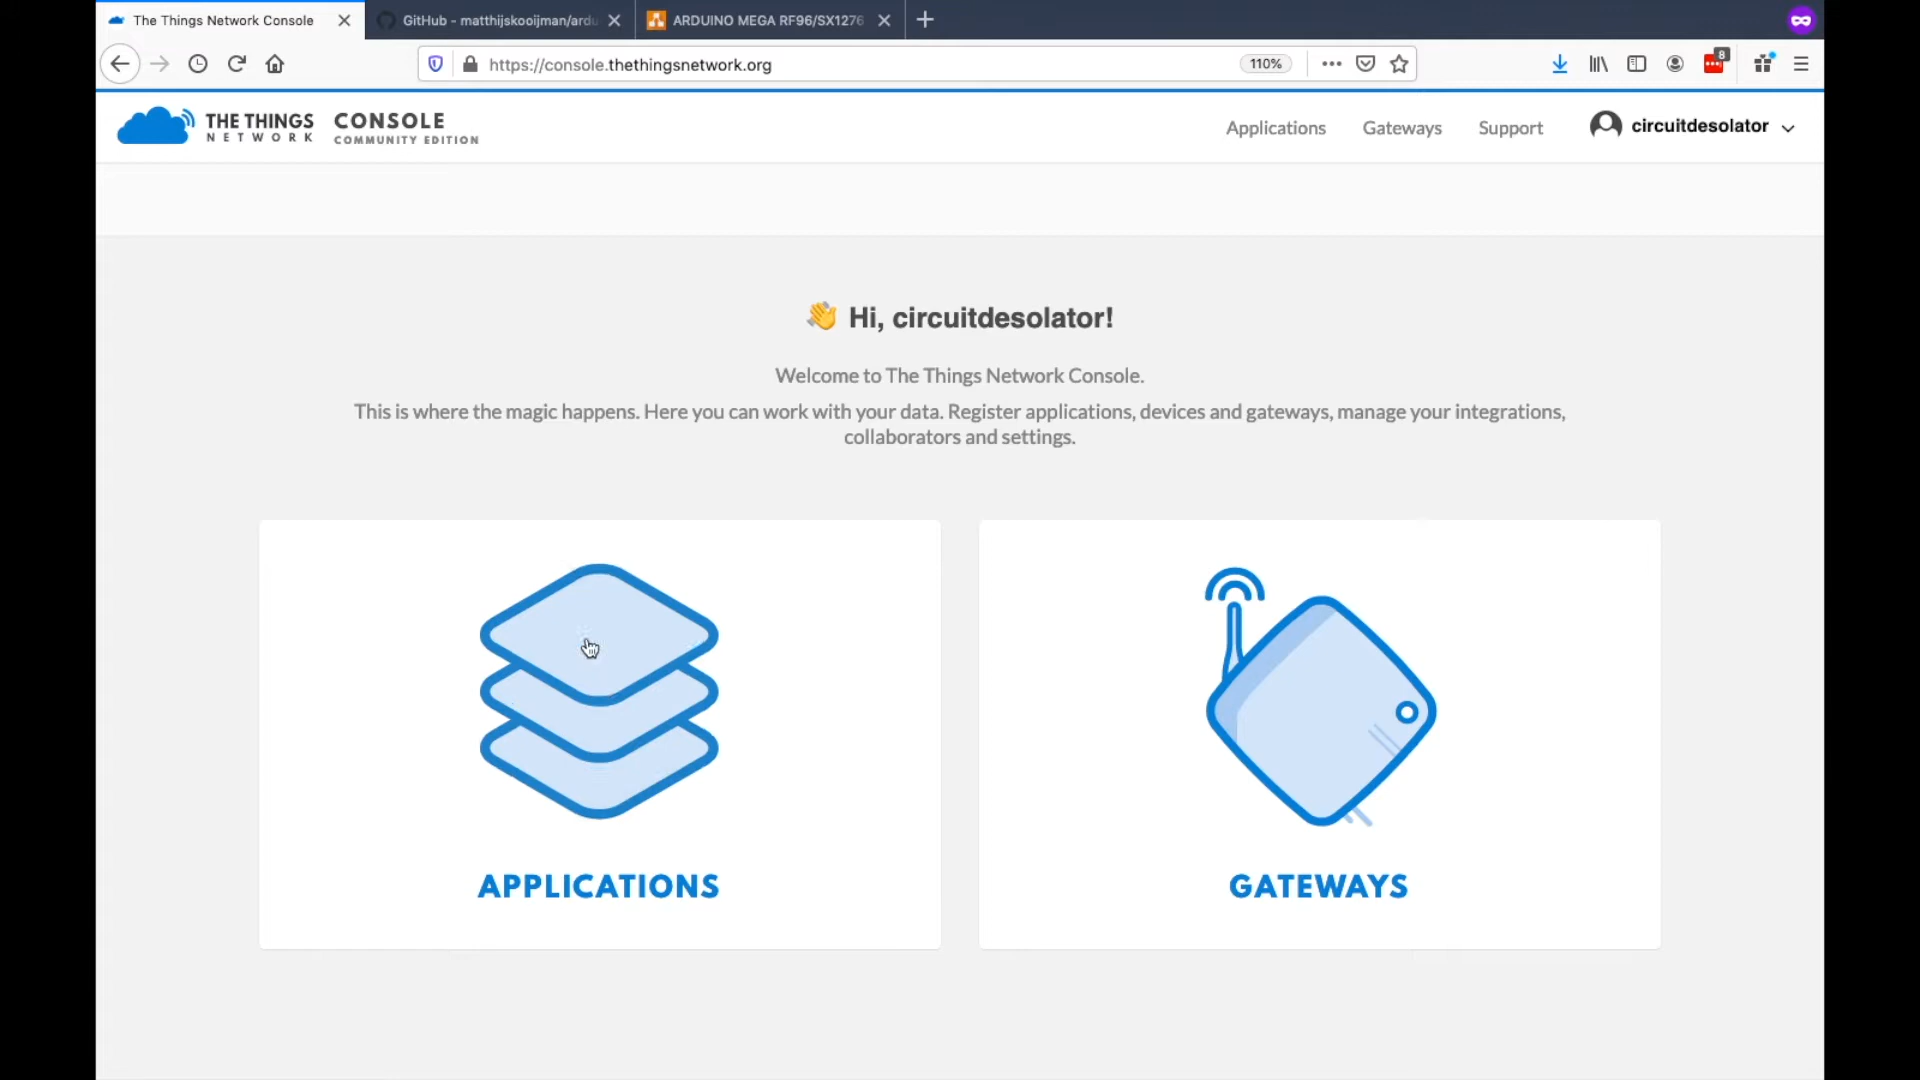 The Things Network Console
GitHub - matthijskooijman/ardu
ARDUINO MEGA RF96/SX1276
https://console.thethingsnetwork.org
110%
8
THE THINGS
NETWORK
CONSOLE
COMMUNITY EDITION
Applications
Gateways
Support
circuitdesolator
Hi, circuitdesolator!
Welcome to The Things Network Console.
This is where the magic happens. Here you can work with your data. Register applications, devices and gateways, manage your integrations,
collaborators and settings.
APPLICATIONS
GATEWAYS